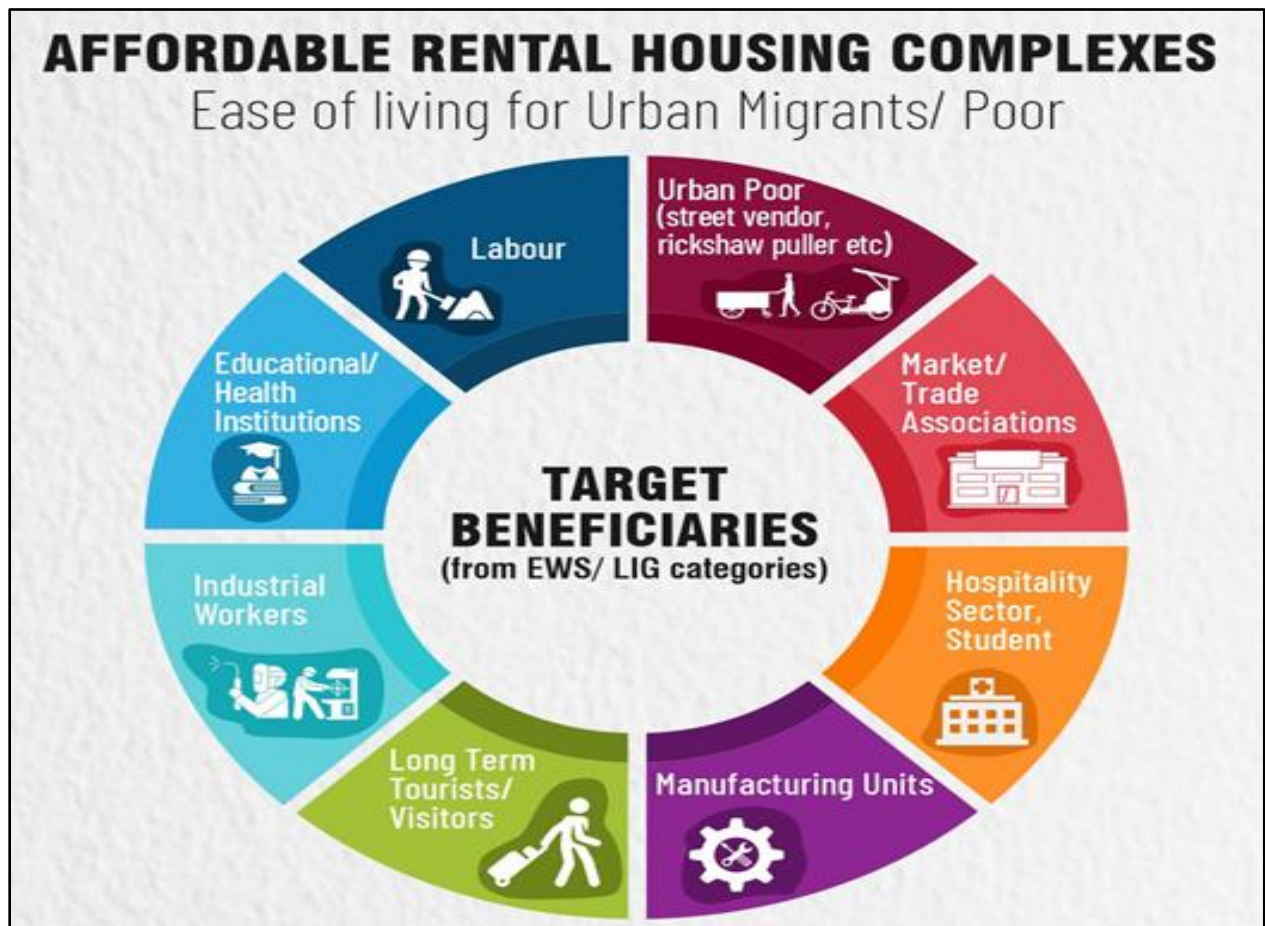 AFFORDABLE RENTAL HOUSING COMPLEXES
Ease of living for Urban Migrants/ Poor
Labour
Urban Poor
(street vendor,
rickshaw puller etc)
Market/
Trade
Associations
Hospitality
Sector,
Student
Manufacturing Units
Long Term
Tourists/
Visitors
Industrial
Workers
Educational/
Health
Institutions
TARGET
BENEFICIARIES
(from EWS/ LIG categories)